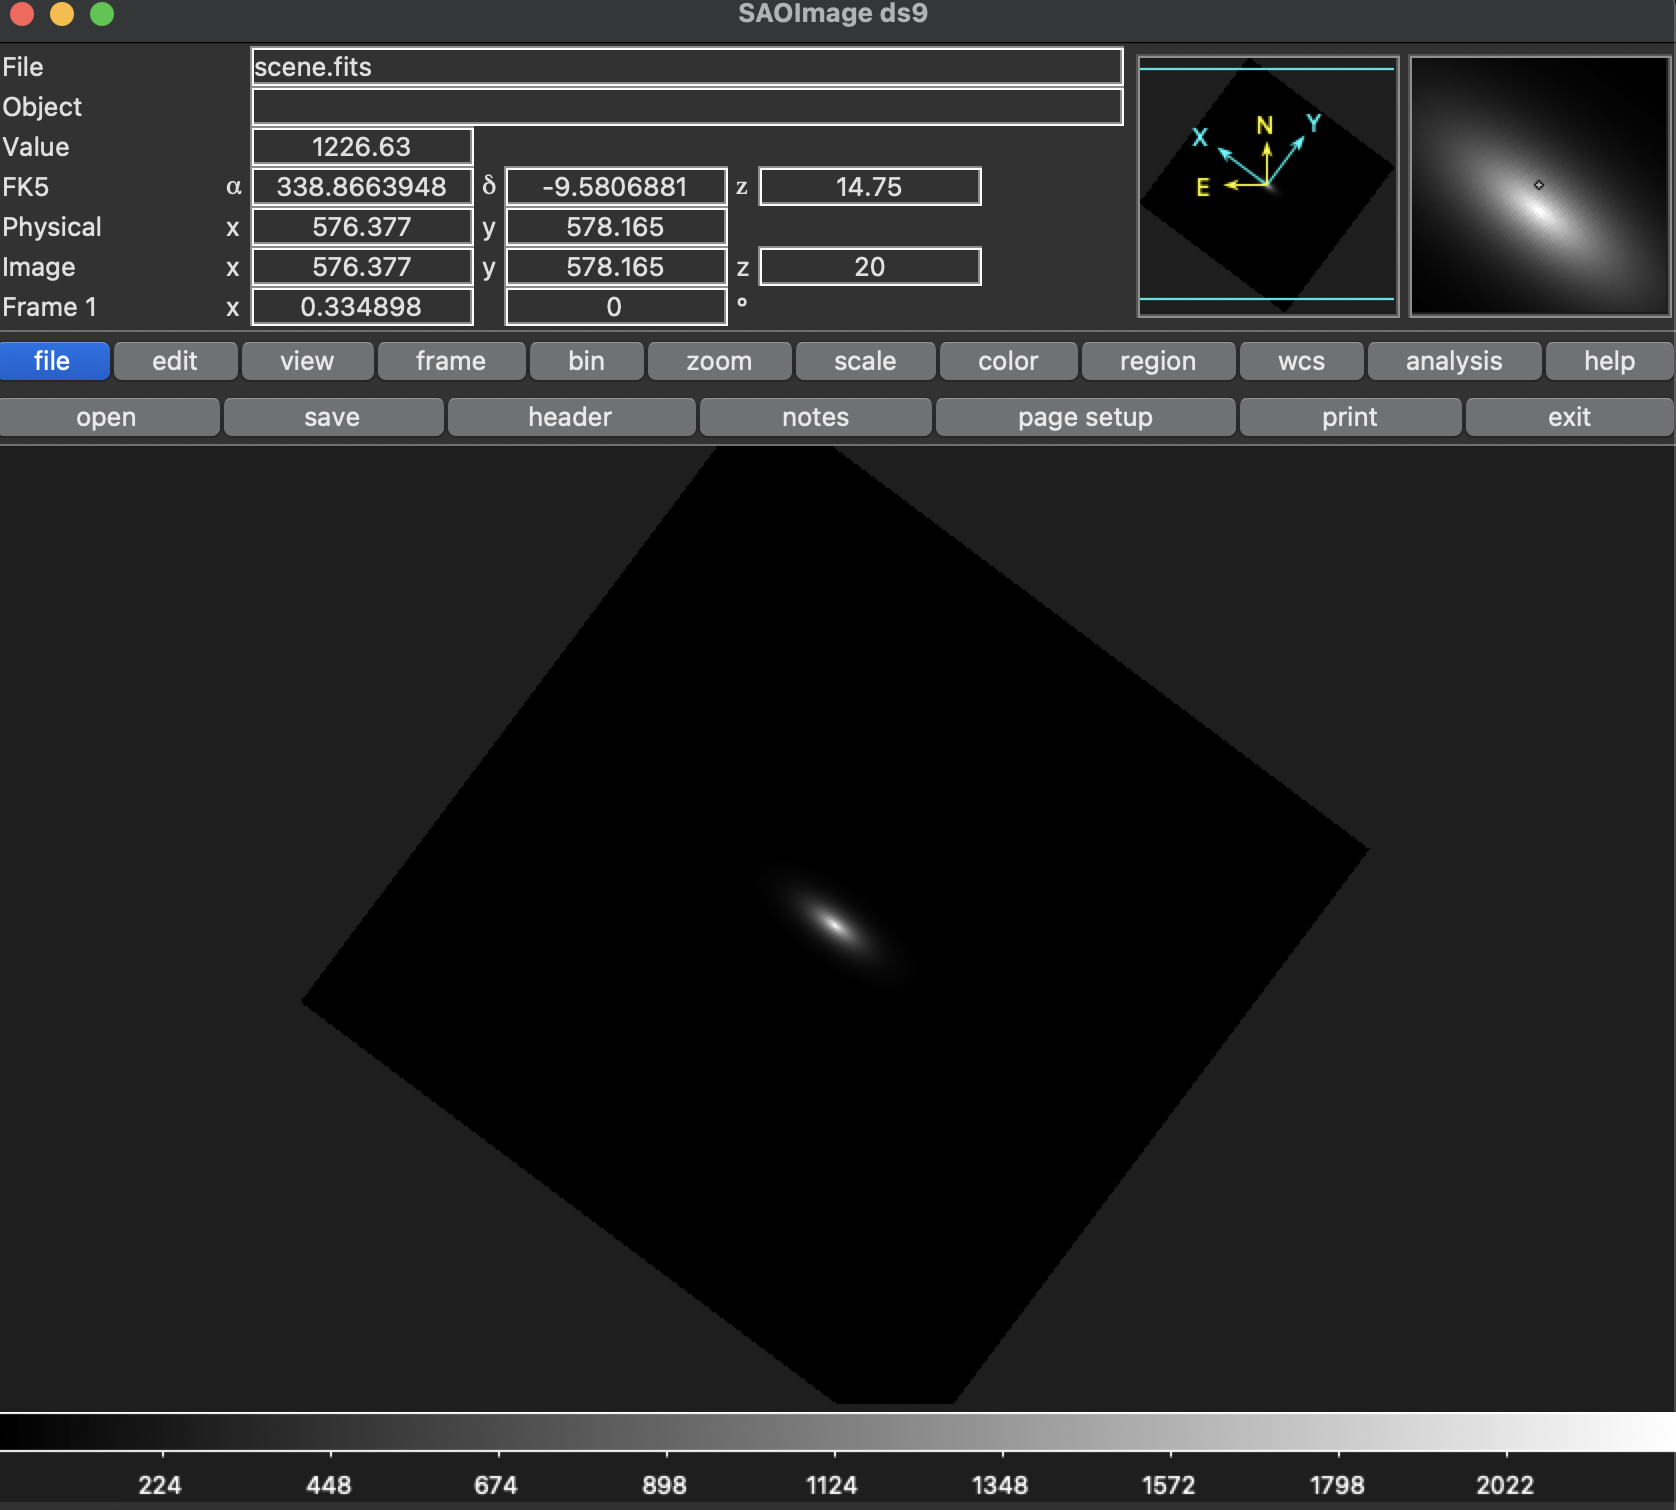 SAOImage ds9
File scene.fits
Object
Value 1226.63
FK5 α 338.8663948 δ -9.5806881 z 14.75
Physical x 576.377 y 578.165
Image x 576.377 y 578.165 z 20
Frame 1 x 0.334898 0 °
X N Y
E
file edit view frame bin zoom scale color region wcs analysis help
open save header notes page setup print exit
224 448 674 898 1124 1348 1572 1798 2022